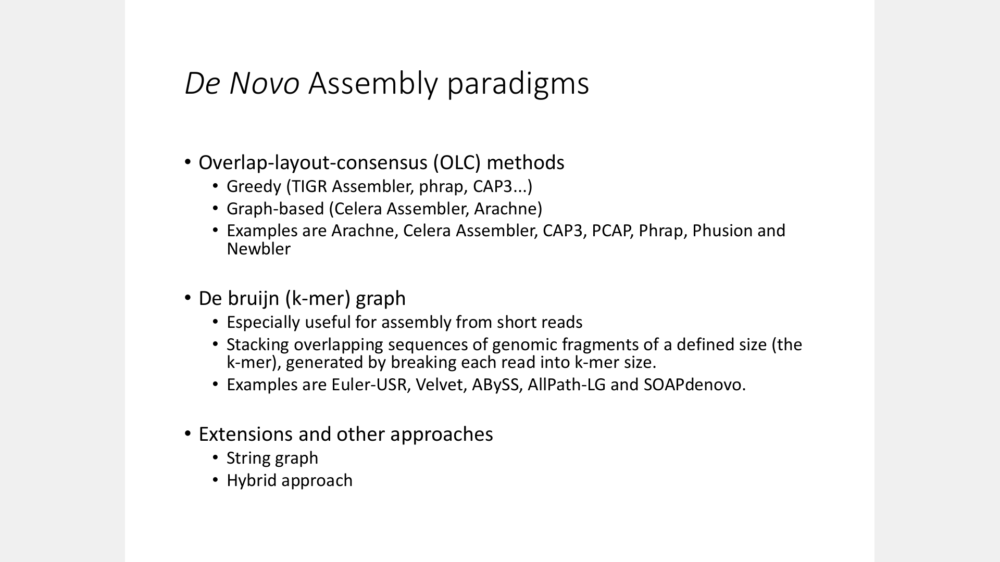 De Novo Assembly paradigms
• Overlap-layout-consensus (OLC) methods
• Greedy (TIGR Assembler, phrap, CAP3...)
• Graph-based (Celera Assembler, Arachne)
• Examples are Arachne, Celera Assembler, CAP3, PCAP, Phrap, Phusion and
Newbler
• De bruijn (k-mer) graph
• Especially useful for assembly from short reads
• Stacking overlapping sequences of genomic fragments of a defined size (the
k-mer), generated by breaking each read into k-mer size.
• Examples are Euler-USR, Velvet, ABySS, AllPath-LG and SOAPdenovo.
• Extensions and other approaches
• String graph
• Hybrid approach